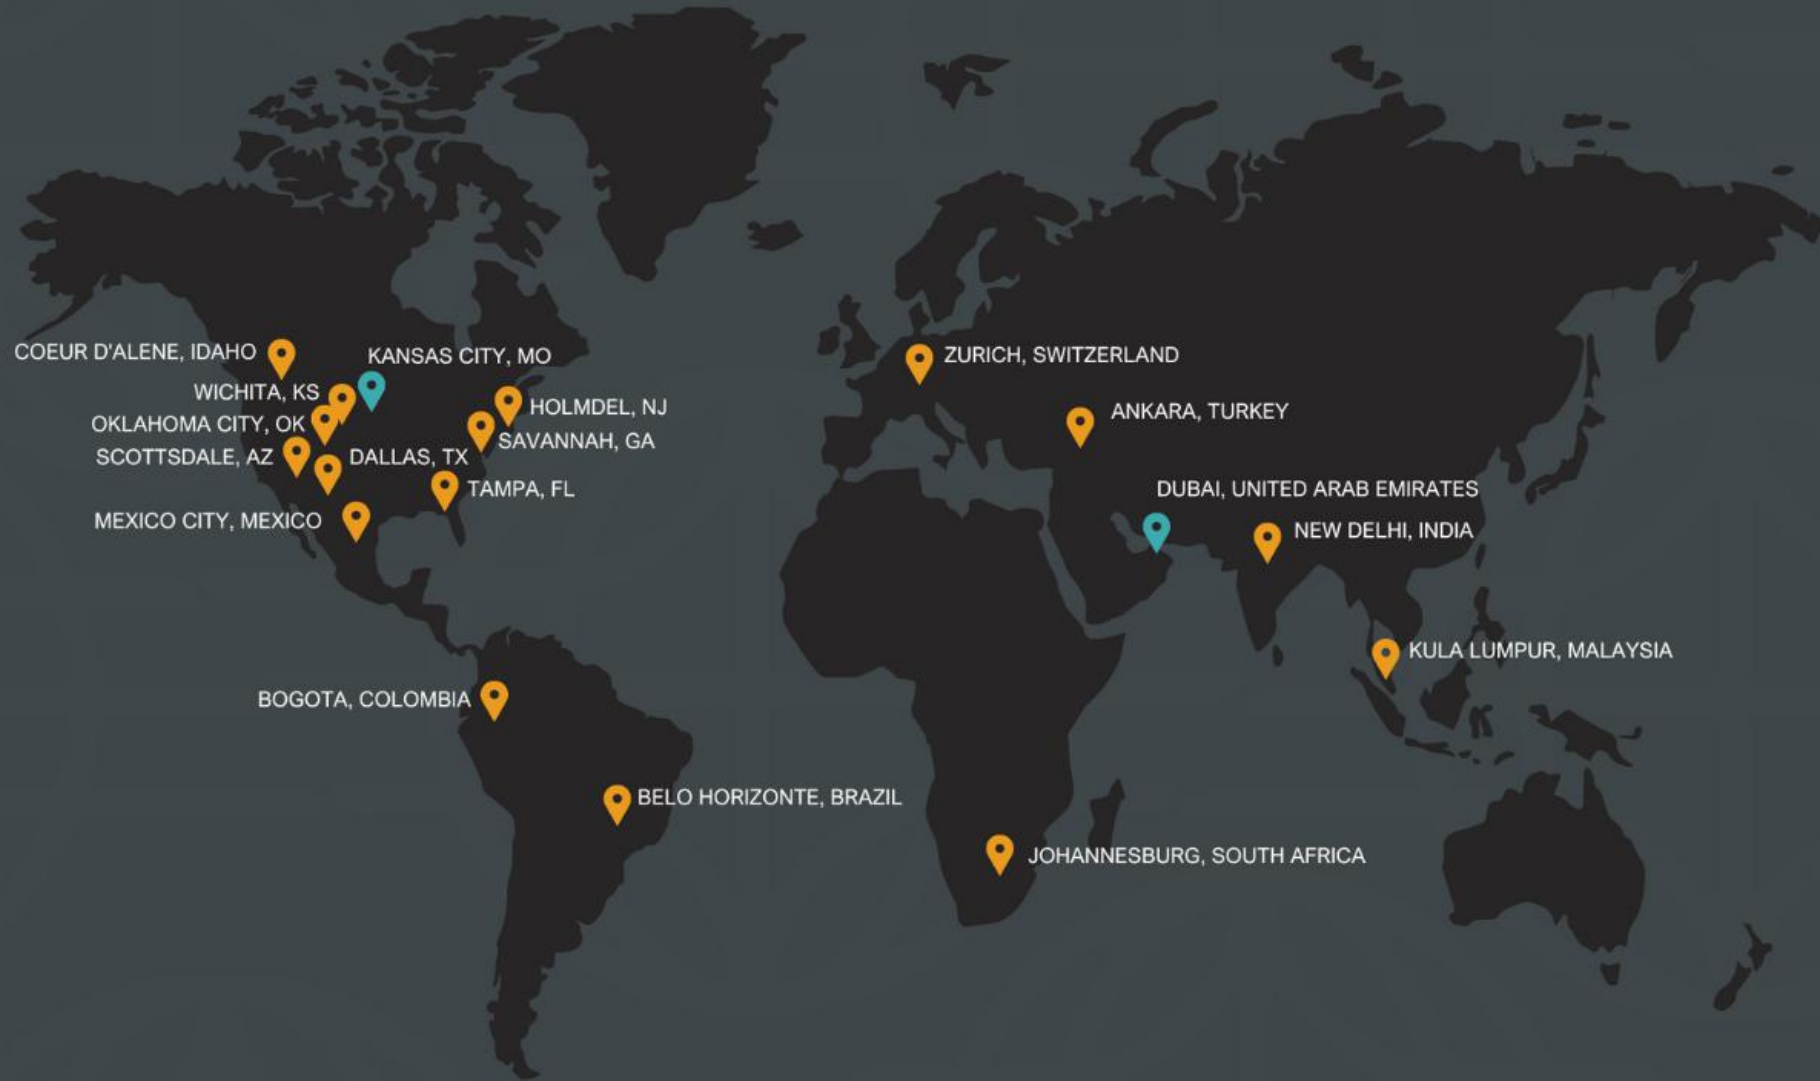 COEUR D'ALENE, IDAHO
KANSAS CITY, MO
WICHITA, KS
HOLMDEL, NJ
OKLAHOMA CITY, OK
SAVANNAH, GA
SCOTTSDALE, AZ
DALLAS, TX
TAMPA, FL
MEXICO CITY, MEXICO
ZURICH, SWITZERLAND
ANKARA, TURKEY
DUBAI, UNITED ARAB EMIRATES
NEW DELHI, INDIA
KULA LUMPUR, MALAYSIA
BOGOTA, COLOMBIA
BELO HORIZONTE, BRAZIL
JOHANNESBURG, SOUTH AFRICA